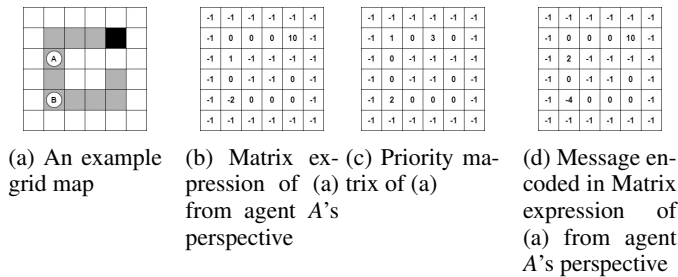 A
B
(a) An example
grid map
-1 -1 -1 -1 -1 -1
-1 0 0 0 10 -1
-1 1 -1 -1 -1 -1
-1 0 -1 -1 0 -1
-1 -2 0 0 0 -1
-1 -1 -1 -1 -1 -1
(b) Matrix ex-
pression of (a)
from agent A's
perspective
-1 -1 -1 -1 -1 -1
-1 1 0 3 0 -1
-1 0 -1 -1 -1 -1
-1 0 -1 -1 0 -1
-1 2 0 0 0 -1
-1 -1 -1 -1 -1 -1
(c) Priority ma-
trix of (a)
-1 -1 -1 -1 -1 -1
-1 0 0 0 10 -1
-1 2 -1 -1 -1 -1
-1 0 -1 -1 0 -1
-1 -4 0 0 0 -1
-1 -1 -1 -1 -1 -1
(d) Message en-
coded in Matrix
expression of
(a) from agent
A's perspective